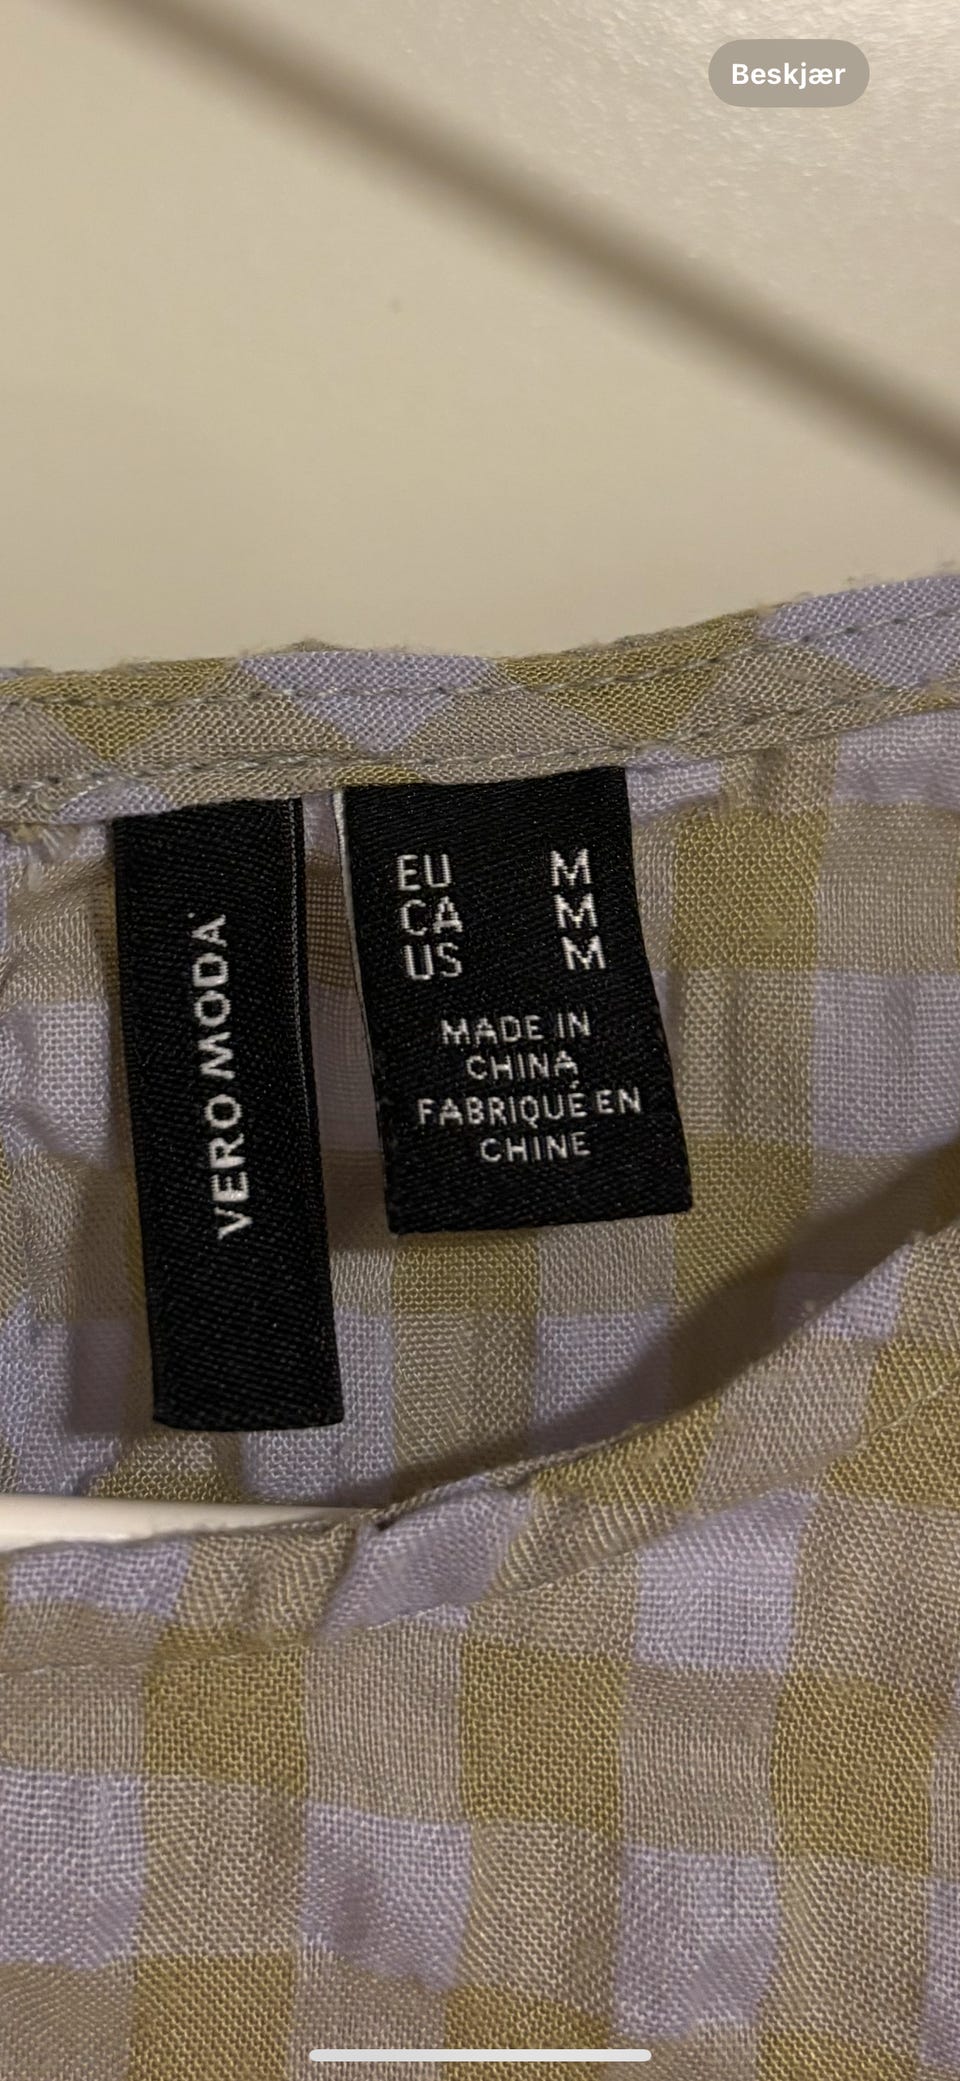 Beskjær
VERO MODA
EU M
CA M
US M
MADE IN
CHINA
FABRIQUÉ EN
CHINE